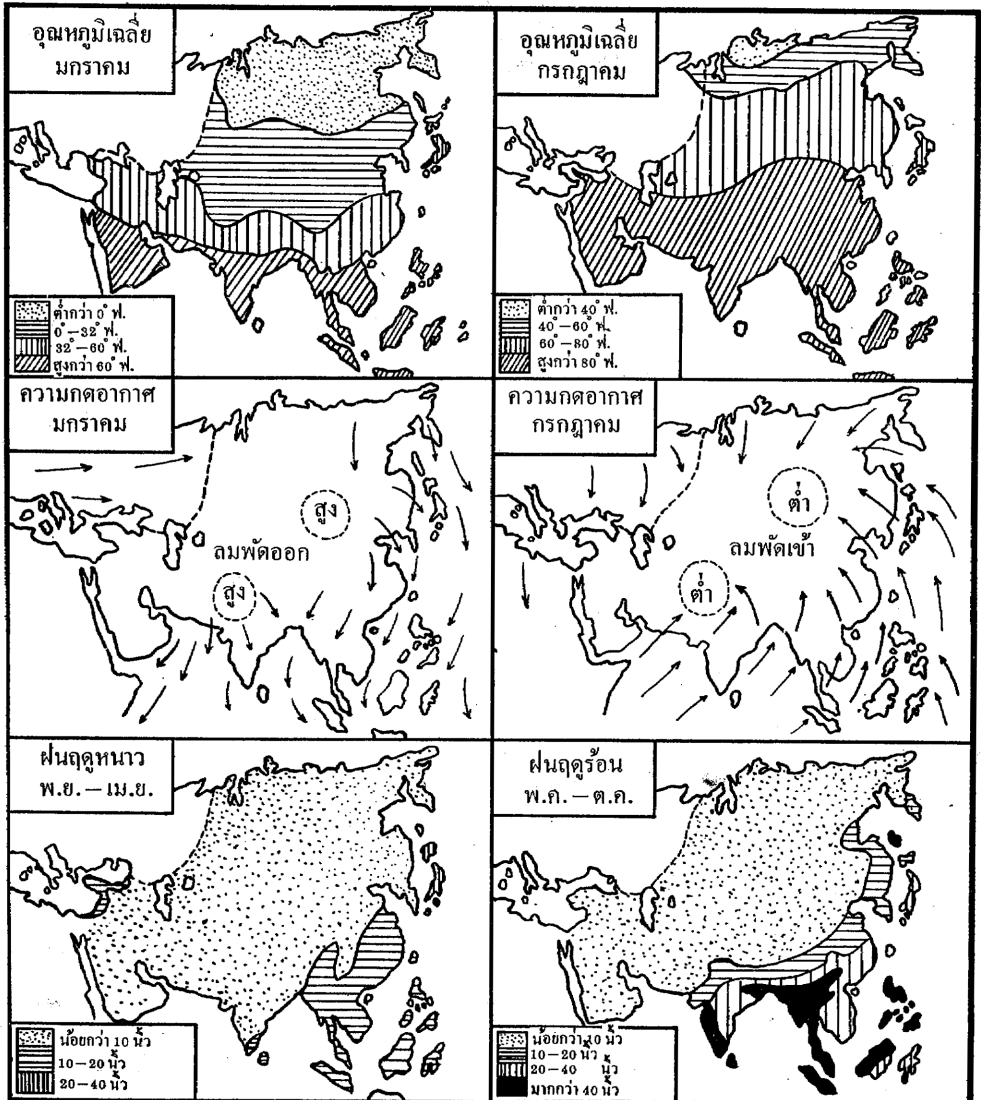 อุณหภูมิเฉลี่ย
มกราคม
ต่ำกว่า 0° ฟ.
0°–32° ฟ.
32°–60° ฟ.
สูงกว่า 60° ฟ.
อุณหภูมิเฉลี่ย
กรกฎาคม
ต่ำกว่า 40° ฟ.
40°–60° ฟ.
60°–80° ฟ.
สูงกว่า 80° ฟ.
ความกดอากาศ
มกราคม
สูง
ลมพัดออก
สูง
ความกดอากาศ
กรกฎาคม
ต่ำ
ลมพัดเข้า
ต่ำ
ฝนฤดูหนาว
พ.ย.–เม.ย.
น้อยกว่า 10 นิ้ว
10–20 นิ้ว
20–40 นิ้ว
ฝนฤดูร้อน
พ.ค.–ต.ค.
น้อยกว่า 10 นิ้ว
10–20 นิ้ว
20–40 นิ้ว
มากกว่า 40 นิ้ว